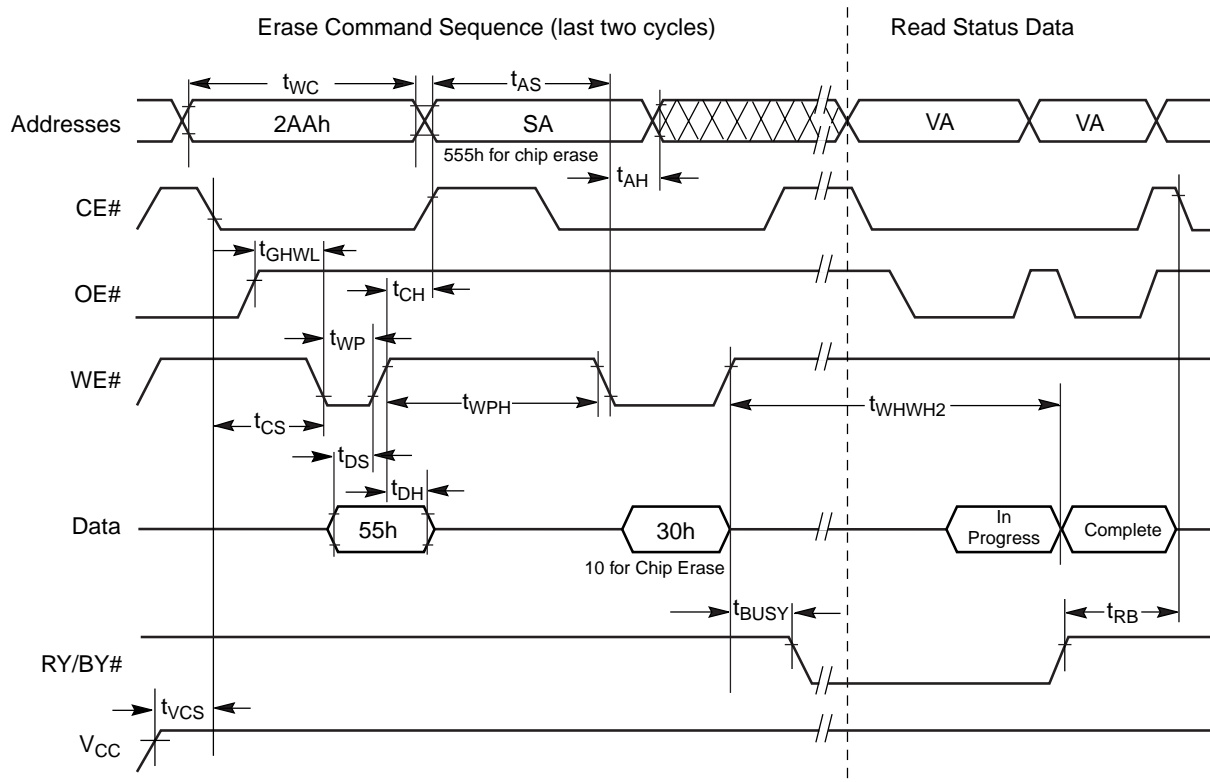 Erase Command Sequence (last two cycles) Read Status Data
tWC tAS
Addresses 2AAh SA VA VA
555h for chip erase
tAH
CE#
tGHWL
OE#
tCH
tWP
WE#
tWPH tWHWH2
tCS
tDS
tDH
Data 55h 30h In Progress Complete
10 for Chip Erase
tBUSY tRB
RY/BY#
tVCS
VCC